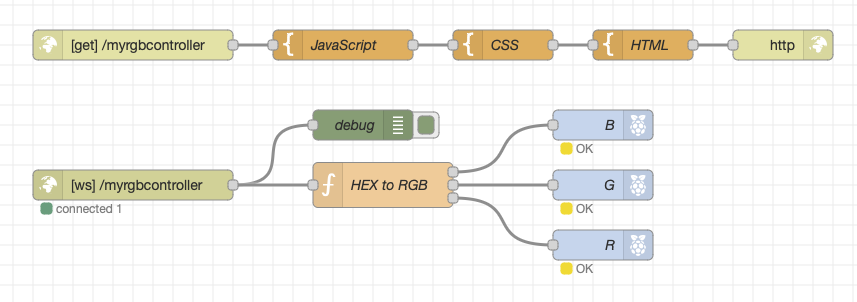 [get] /myrgbcontroller
JavaScript
CSS
HTML
http
debug
B
OK
[ws] /myrgbcontroller
HEX to RGB
G
connected 1
OK
R
OK